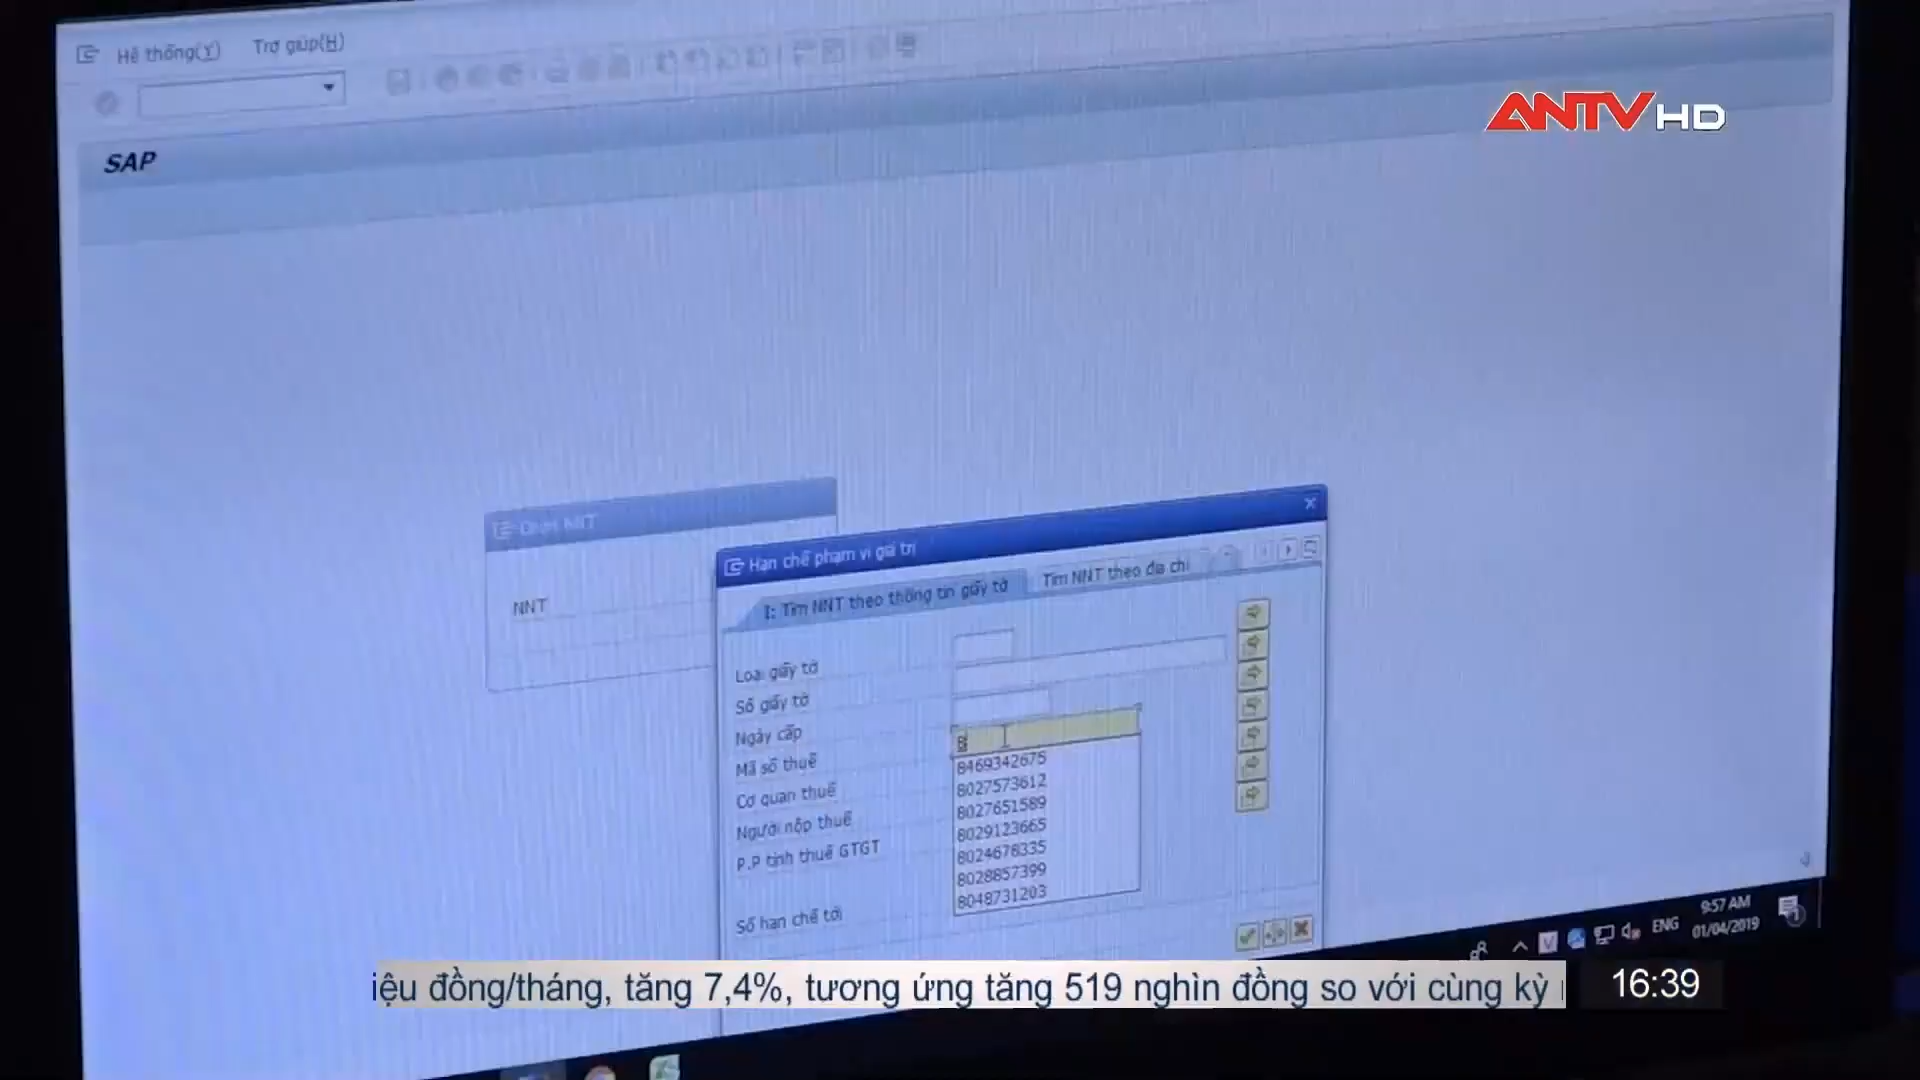 Hệ thống(Y) Trợ giúp(H)
ANTV HD
SAP
Chọn NNT
NNT
Hạn chế phạm vi giá trị
I: Tìm NNT theo thông tin giấy tờ
Tìm NNT theo địa chỉ
Loại giấy tờ
Số giấy tờ
Ngày cấp
Mã số thuế
8
Cơ quan thuế
Người nộp thuế
P.P tính thuế GTGT
Số hạn chế tới
8469342675
8027573612
8027651589
8029123665
8024678335
8028857399
8048731203
ENG
9:57 AM
01/04/2019
1
iệu đồng/tháng, tăng 7,4%, tương ứng tăng 519 nghìn đồng so với cùng kỳ
16:39